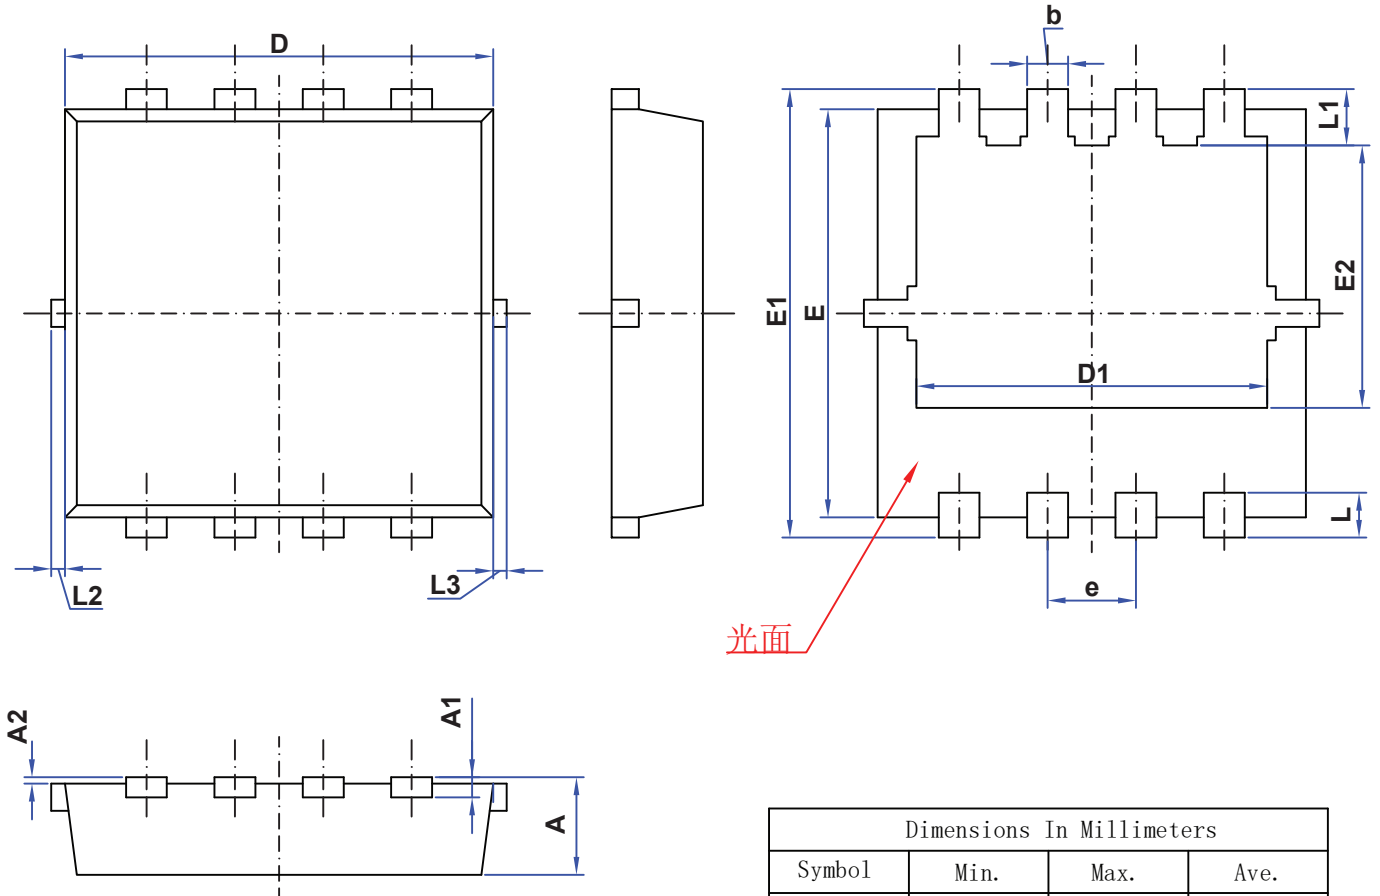 D
b
L1
E1
E
E2
D1
L
e
L2
L3
光面
A2
A1
A
Dimensions In Millimeters
Symbol Min. Max. Ave.